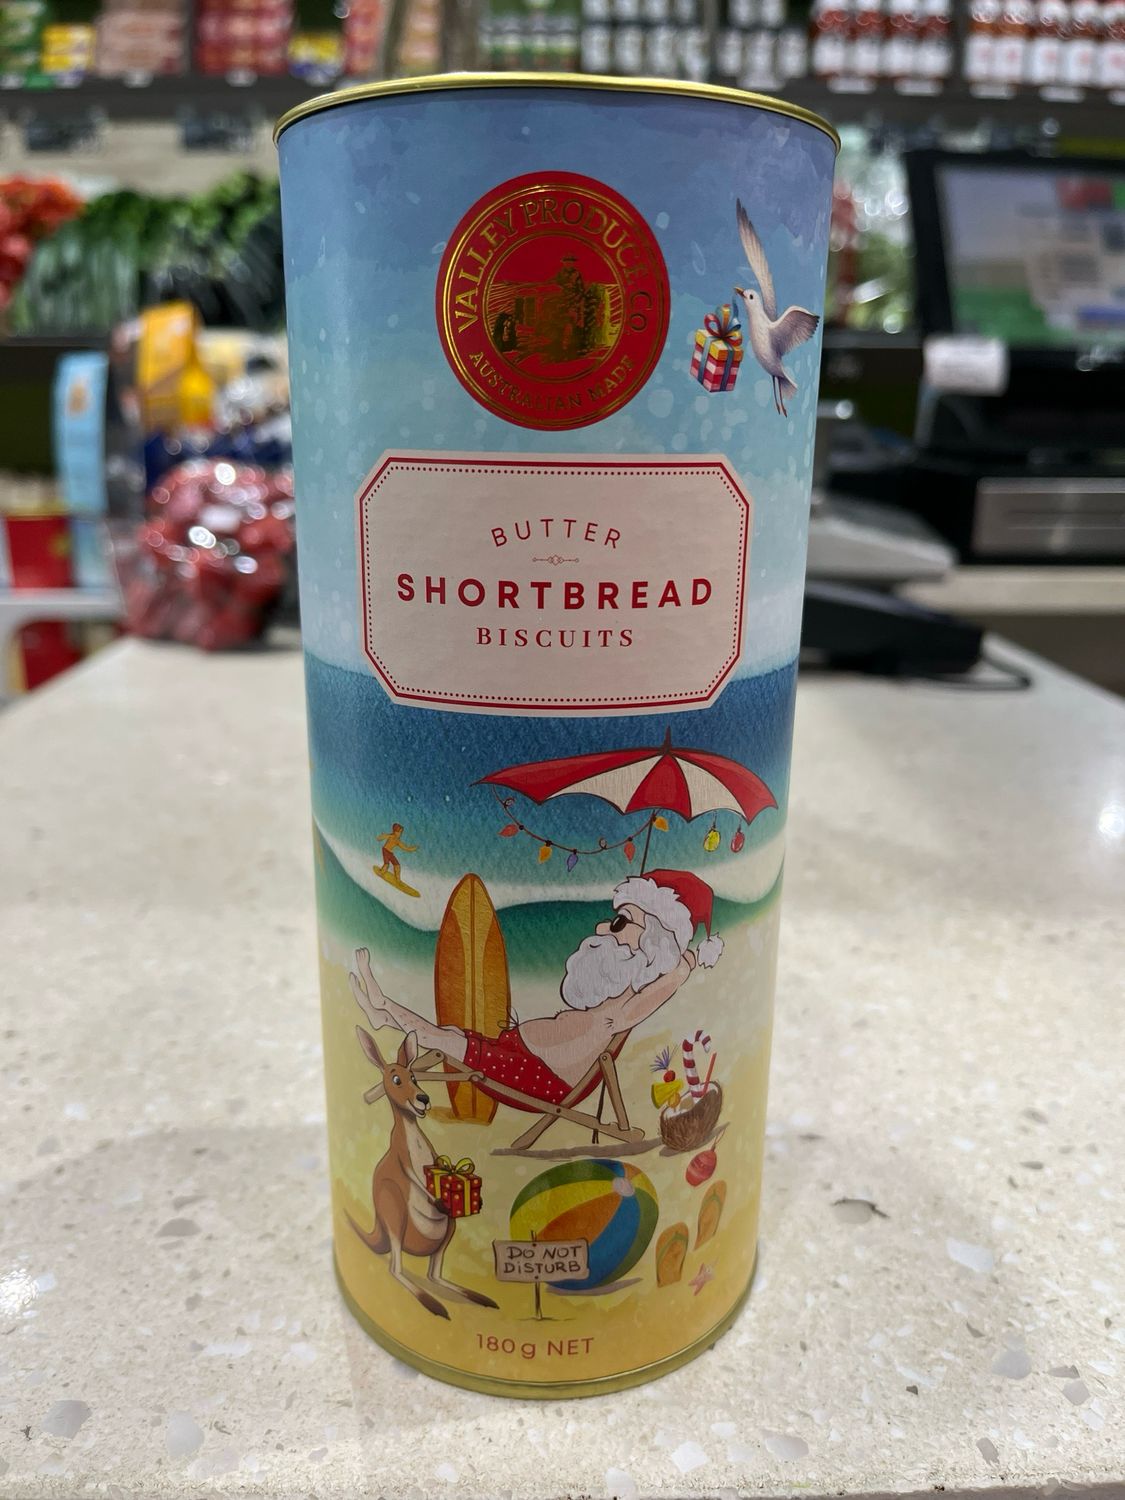 VALLEY PRODUCE CO
AUSTRALIAN MADE
BUTTER
SHORTBREAD
BISCUITS
DO NOT
DISTURB
180g NET